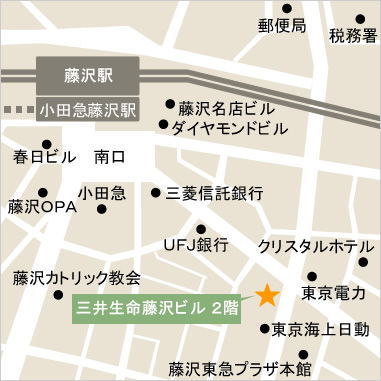 郵便局
税務署
藤沢駅
小田急藤沢駅
藤沢名店ビル
ダイヤモンドビル
春日ビル
南口
小田急
三菱信託銀行
藤沢OPA
UFJ銀行
クリスタルホテル
藤沢カトリック教会
東京電力
三井生命藤沢ビル 2階
東京海上日動
藤沢東急プラザ本館